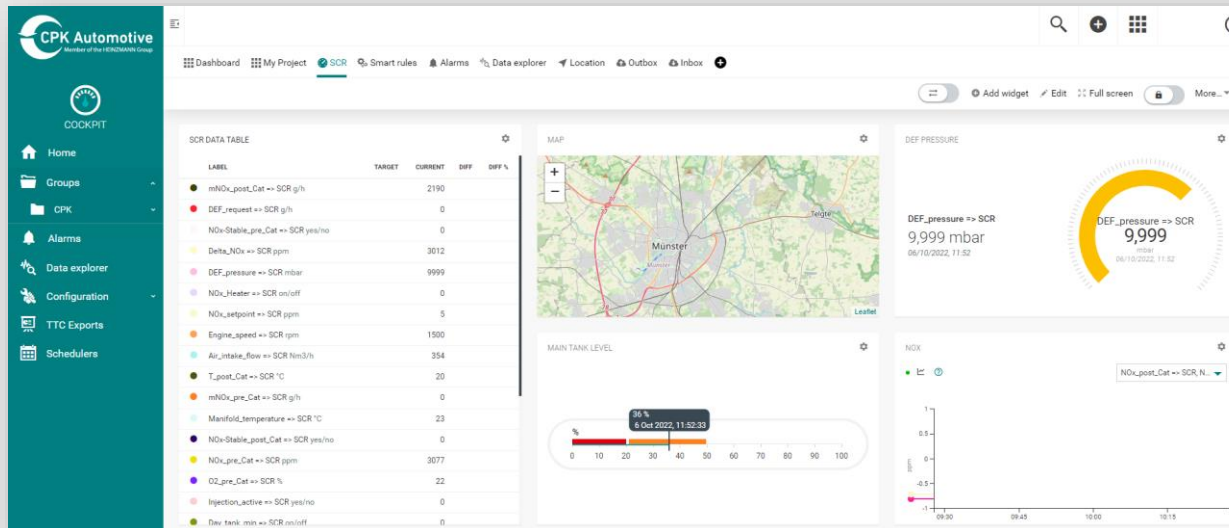 CPK Automotive
Member of the HEINZMANN Group
COCKPIT
Home
Groups
CPK
Alarms
Data explorer
Configuration
TTC Exports
Schedulers
Dashboard My Project SCR Smart rules Alarms Data explorer Location Outbox Inbox
Add widget Edit Full screen More...
SCR DATA TABLE
LABEL TARGET CURRENT DIFF DIFF %
mNOx_post_Cat => SCR g/h 2190
DEF_request => SCR g/h 0
NOx-Stable_pre_Cat => SCR yes/no 0
Delta_NOx => SCR ppm 3012
DEF_pressure => SCR mbar 9999
NOx_Heater => SCR on/off 0
NOx_setpoint => SCR ppm 5
Engine_speed => SCR rpm 1500
Air_intake_flow => SCR Nm3/h 354
T_post_Cat => SCR °C 20
mNOx_pre_Cat => SCR g/h 0
Manifold_temperature => SCR °C 23
NOx-Stable_post_Cat => SCR yes/no 0
NOx_pre_Cat => SCR ppm 3077
O2_pre_Cat => SCR % 22
Injection_active => SCR yes/no 0
Day_tank_min => SCR on/off 0
MAP
+
−
Telgte
Münster
Leaflet
MAIN TANK LEVEL
36 %
6 Oct 2022, 11:52:33
%
0 10 20 30 40 50 60 70 80 90 100
DEF PRESSURE
DEF_pressure => SCR
9,999 mbar
06/10/2022, 11:52
DEF_pressure => SCR
9,999
mbar
06/10/2022, 11:52
NOX
NOx_post_Cat => SCR, N...
1
0.5
0
-0.5
-1
ppm
09:30 09:45 10:00 10:15